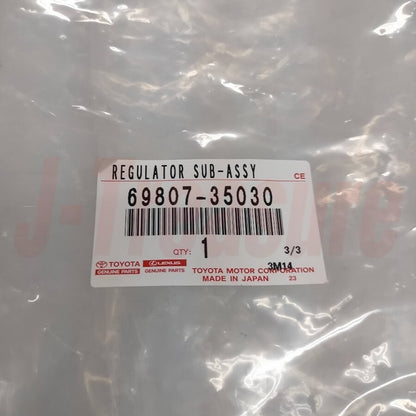 REGULATOR SUB-ASSY
CE
69807-35030
QTY: 1 3/3
TOYOTA LEXUS
GENUINE PARTS GENUINE PARTS
TOYOTA MOTOR CORPORATION
3M14
MADE IN JAPAN 23